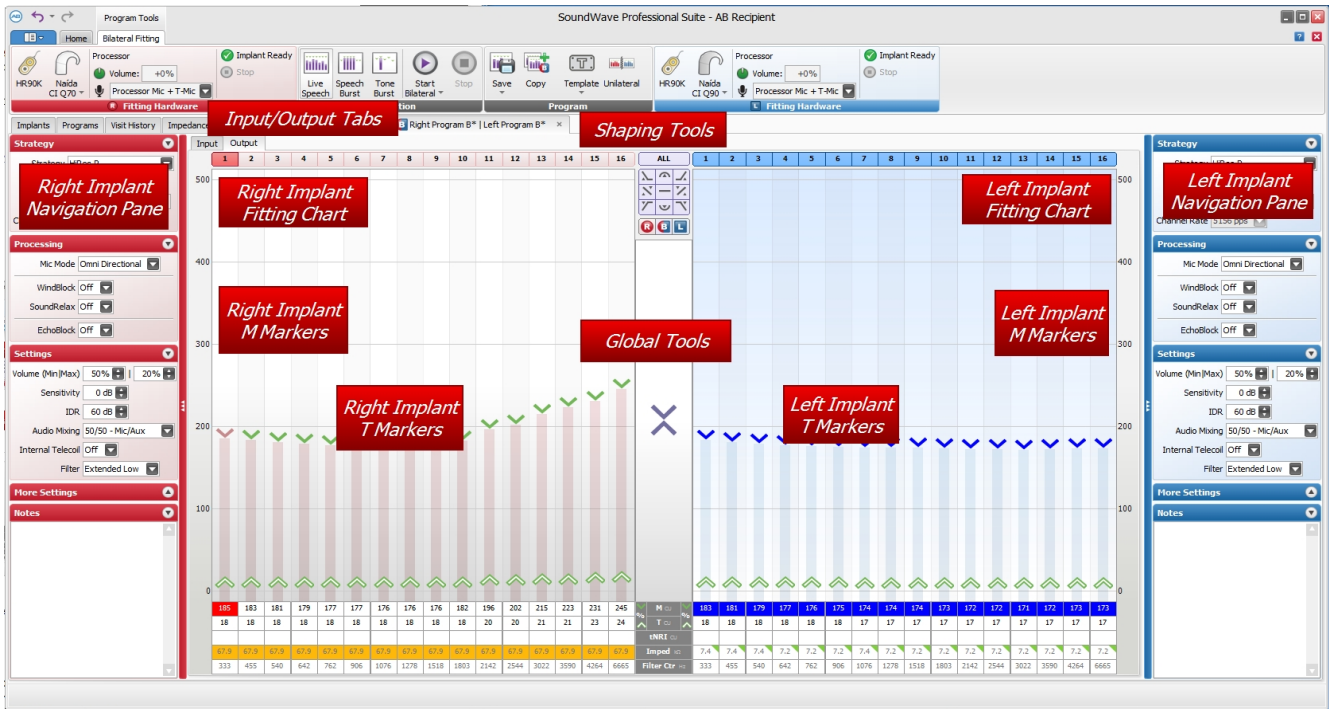 AB
Program Tools
SoundWave Professional Suite - AB Recipient
Home
Bilateral Fitting
HR90K
Naída CI Q70
Processor
Volume: +0%
Processor Mic + T-Mic
Implant Ready
Stop
R Fitting Hardware
Live Speech
Speech Burst
Tone Burst
Start Bilateral
Stop
Save
Copy
Template
Unilateral
Program
HR90K
Naída CI Q90
Processor
Volume: +0%
Processor Mic + T-Mic
Implant Ready
Stop
L Fitting Hardware
Input/Output Tabs
Shaping Tools
Implants
Programs
Visit History
Right Program B* | Left Program B* ×
Input
Output
Strategy
Right Implant
Navigation Pane
Processing
Mic Mode Omni Directional
WindBlock Off
SoundRelax Off
EchoBlock Off
Settings
Volume (Min|Max) 50% | 20%
Sensitivity 0 dB
IDR 60 dB
Audio Mixing 50/50 - Mic/Aux
Internal Telecoil Off
Filter Extended Low
More Settings
Notes
1 2 3 4 5 6 7 8 9 10 11 12 13 14 15 16 ALL 1 2 3 4 5 6 7 8 9 10 11 12 13 14 15 16
500
400
300
200
100
0
Right Implant
Fitting Chart
Right Implant
M Markers
Right Implant
T Markers
R B L
Global Tools
Left Implant
Fitting Chart
Left Implant
M Markers
Left Implant
T Markers
500
400
300
200
100
0
185 183 181 179 177 177 176 176 176 182 196 202 215 223 231 245 M CU 183 181 179 177 176 176 175 174 174 173 172 172 171 172 173 173
18 18 18 18 18 18 18 18 18 18 20 20 21 21 23 24 % T CU % 18 18 18 18 18 18 17 17 17 17 17 17 17 17 17 17
tNRI CU
67.9 67.9 67.9 67.9 67.9 67.9 67.9 67.9 67.9 67.9 67.9 67.9 67.9 67.9 67.9 67.9 Imped kΩ 7.4 7.4 7.4 7.2 7.2 7.2 7.2 7.2 7.2 7.2 7.2 7.2 7.2 7.2 7.2 7.2
333 455 540 642 762 906 1076 1278 1518 1803 2142 2544 3022 3590 4264 6665 Filter Ctr Hz 333 455 540 642 762 906 1076 1278 1518 1803 2142 2544 3022 3590 4264 6665
Strategy
Left Implant
Navigation Pane
Channel Rate 5156 pps
Processing
Mic Mode Omni Directional
WindBlock Off
SoundRelax Off
EchoBlock Off
Settings
Volume (Min|Max) 50% | 20%
Sensitivity 0 dB
IDR 60 dB
Audio Mixing 50/50 - Mic/Aux
Internal Telecoil Off
Filter Extended Low
More Settings
Notes